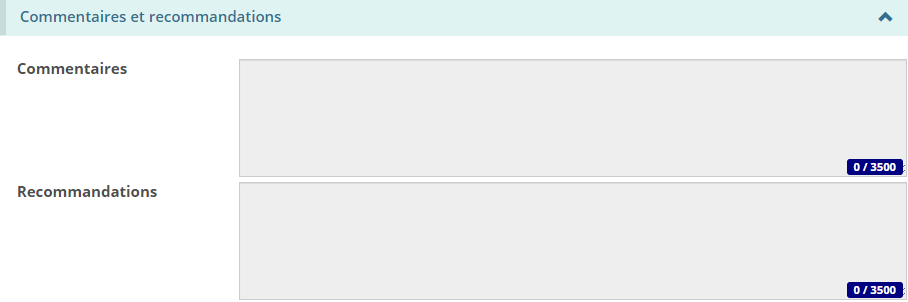 Commentaires et recommandations
Commentaires
0 / 3500
Recommandations
0 / 3500